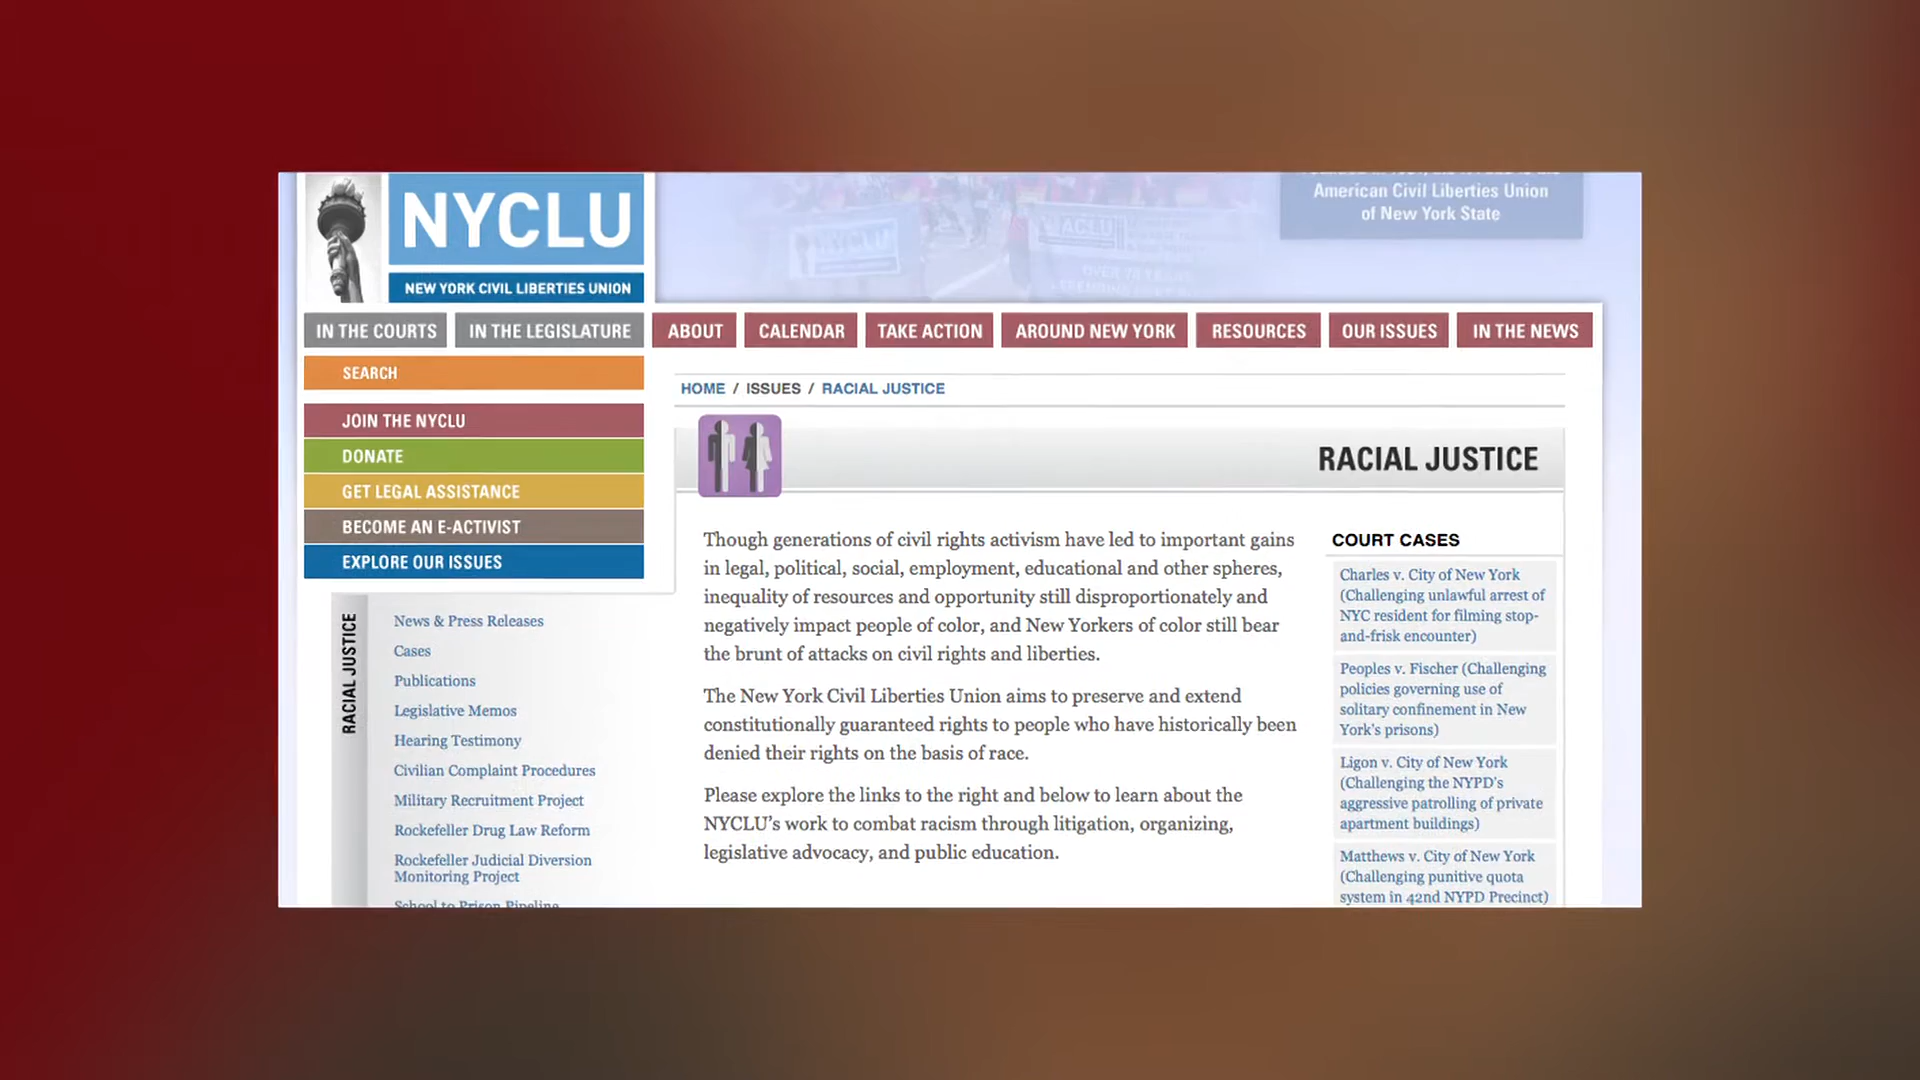 American Civil Liberties Union
of New York State
NYCLU
NEW YORK CIVIL LIBERTIES UNION
IN THE COURTS
IN THE LEGISLATURE
ABOUT
CALENDAR
TAKE ACTION
AROUND NEW YORK
RESOURCES
OUR ISSUES
IN THE NEWS
SEARCH
JOIN THE NYCLU
DONATE
GET LEGAL ASSISTANCE
BECOME AN E-ACTIVIST
EXPLORE OUR ISSUES
RACIAL JUSTICE
News & Press Releases
Cases
Publications
Legislative Memos
Hearing Testimony
Civilian Complaint Procedures
Military Recruitment Project
Rockefeller Drug Law Reform
Rockefeller Judicial Diversion
Monitoring Project
School to Prison Pipeline
HOME / ISSUES / RACIAL JUSTICE
RACIAL JUSTICE
Though generations of civil rights activism have led to important gains
in legal, political, social, employment, educational and other spheres,
inequality of resources and opportunity still disproportionately and
negatively impact people of color, and New Yorkers of color still bear
the brunt of attacks on civil rights and liberties.
The New York Civil Liberties Union aims to preserve and extend
constitutionally guaranteed rights to people who have historically been
denied their rights on the basis of race.
Please explore the links to the right and below to learn about the
NYCLU's work to combat racism through litigation, organizing,
legislative advocacy, and public education.
COURT CASES
Charles v. City of New York
(Challenging unlawful arrest of
NYC resident for filming stop-
and-frisk encounter)
Peoples v. Fischer (Challenging
policies governing use of
solitary confinement in New
York's prisons)
Ligon v. City of New York
(Challenging the NYPD's
aggressive patrolling of private
apartment buildings)
Matthews v. City of New York
(Challenging punitive quota
system in 42nd NYPD Precinct)